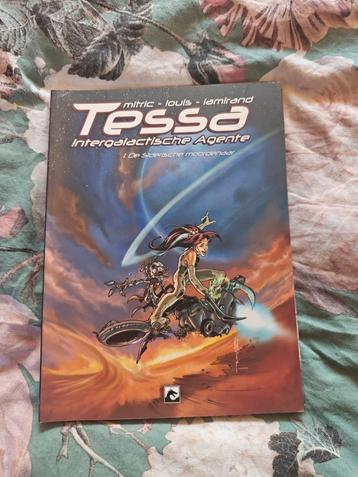 mitric - louis - lamirand
Tessa
Intergalactische Agente
1. De Siderische moordenaar